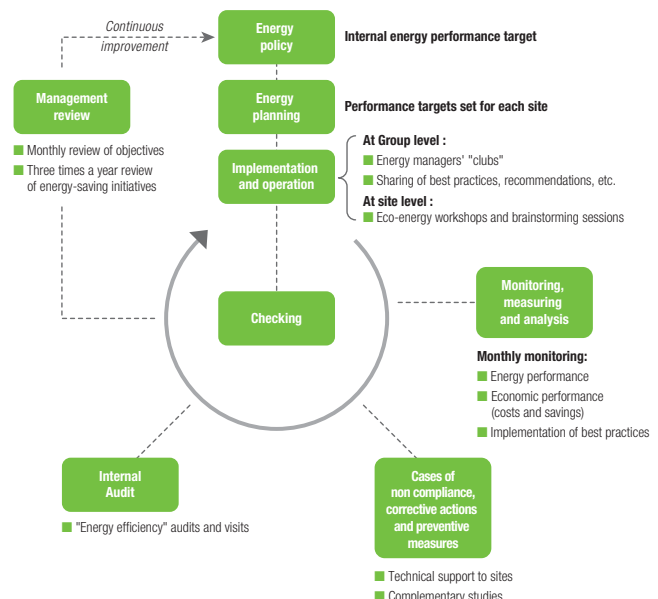 Continuous
improvement
Energy
policy
Internal energy performance target
Management
review
Energy
planning
Performance targets set for each site
Monthly review of objectives
Three times a year review
of energy-saving initiatives
Implementation
and operation
At Group level :
Energy managers' "clubs"
Sharing of best practices, recommendations, etc.
At site level :
Eco-energy workshops and brainstorming sessions
Checking
Monitoring,
measuring
and analysis
Monthly monitoring:
Energy performance
Economic performance
(costs and savings)
Implementation of best practices
Internal
Audit
"Energy efficiency" audits and visits
Cases of
non compliance,
corrective actions
and preventive
measures
Technical support to sites
Complementary studies